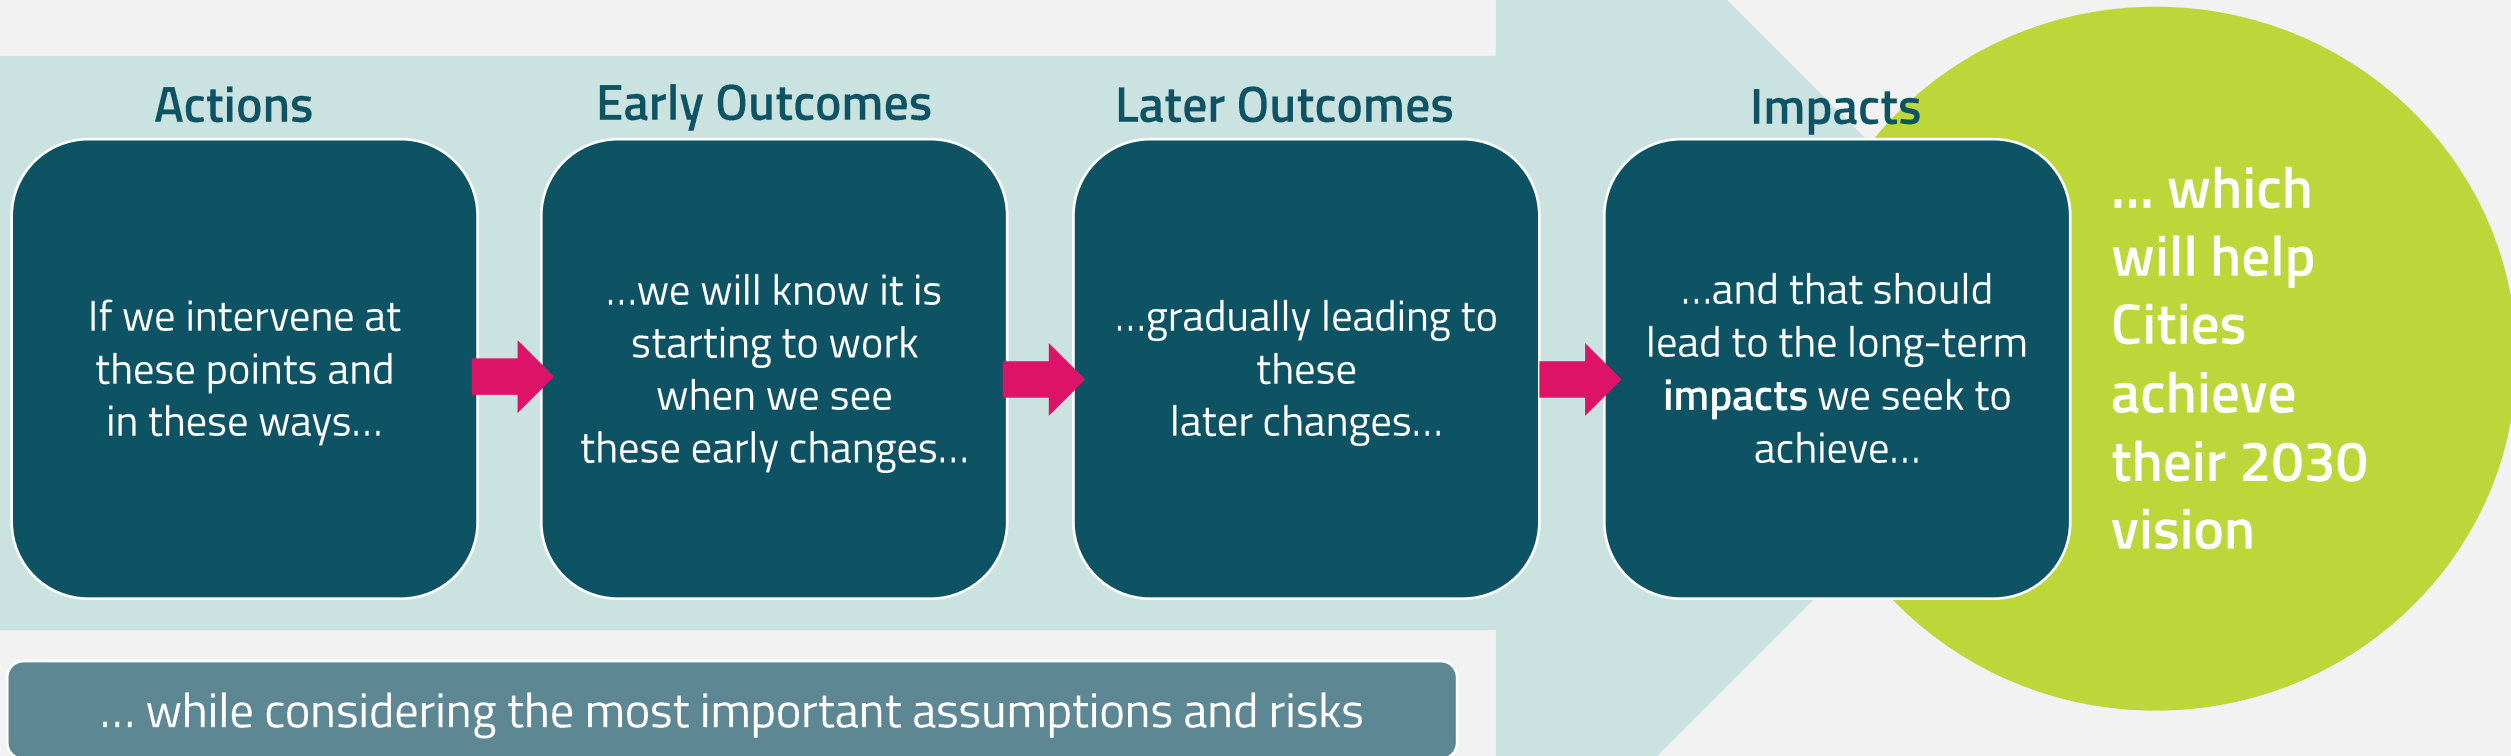 Actions
If we intervene at
these points and
in these ways...
Early Outcomes
...we will know it is
starting to work
when we see
these early changes...
Later Outcomes
...gradually leading to
these
later changes...
Impacts
...and that should
lead to the long-term
impacts we seek to
achieve...
... which
will help
Cities
achieve
their 2030
vision
... while considering the most important assumptions and risks